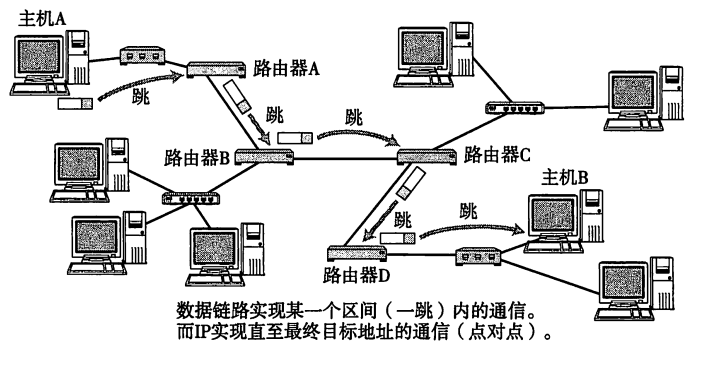 主机A
路由器A
跳
跳
跳
路由器B
路由器C
主机B
跳
跳
路由器D
数据链路实现某一个区间（一跳）内的通信。
而IP实现直至最终目标地址的通信（点对点）。